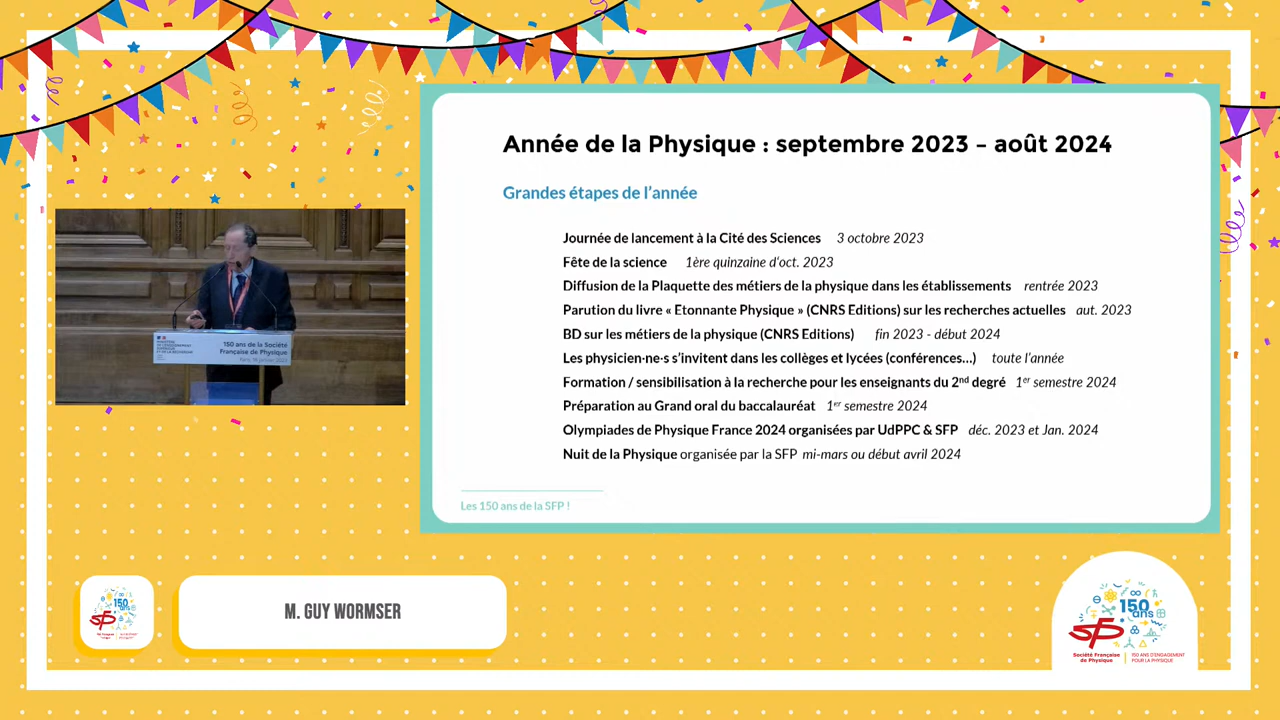 Année de la Physique : septembre 2023 – août 2024
Grandes étapes de l'année
Journée de lancement à la Cité des Sciences 3 octobre 2023
Fête de la science 1ère quinzaine d'oct. 2023
Diffusion de la Plaquette des métiers de la physique dans les établissements rentrée 2023
Parution du livre « Etonnante Physique » (CNRS Editions) sur les recherches actuelles aut. 2023
BD sur les métiers de la physique (CNRS Editions) fin 2023 - début 2024
Les physicien·ne·s s'invitent dans les collèges et lycées (conférences…) toute l'année
Formation / sensibilisation à la recherche pour les enseignants du 2nd degré 1er semestre 2024
Préparation au Grand oral du baccalauréat 1er semestre 2024
Olympiades de Physique France 2024 organisées par UdPPC & SFP déc. 2023 et Jan. 2024
Nuit de la Physique organisée par la SFP mi-mars ou début avril 2024
Les 150 ans de la SFP !
150 ans de la Société
Française de Physique
M. GUY WORMSER
150
ans
sfp
150
ans
sfp
Société Française
de Physique
150 ANS D'ENGAGEMENT
POUR LA PHYSIQUE